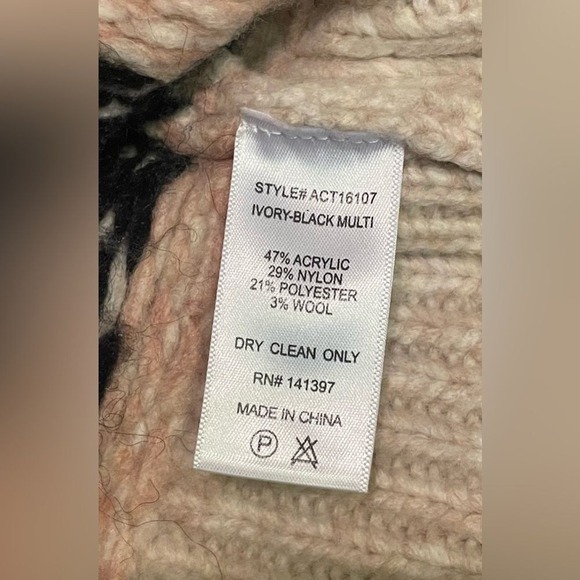 STYLE# ACT16107
IVORY-BLACK MULTI
47% ACRYLIC
29% NYLON
21% POLYESTER
3% WOOL
DRY CLEAN ONLY
RN# 141397
MADE IN CHINA
P